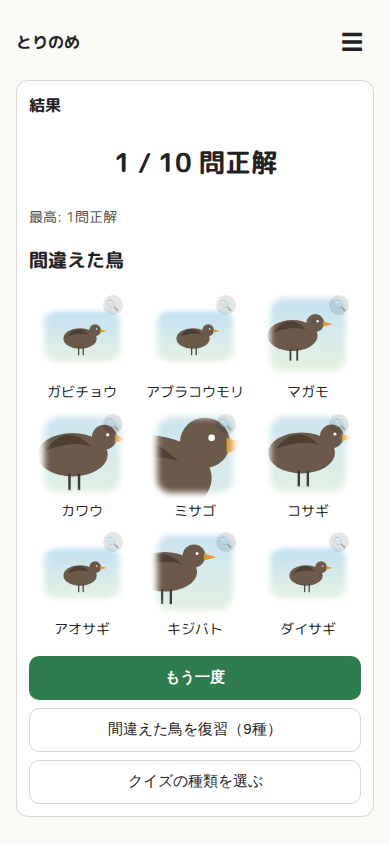 とりのめ
結果
1 / 10 問正解
最高: 1問正解
間違えた鳥
ガビチョウ アブラコウモリ マガモ
カワウ ミサゴ コサギ
アオサギ キジバト ダイサギ
もう一度
間違えた鳥を復習（9種）
クイズの種類を選ぶ